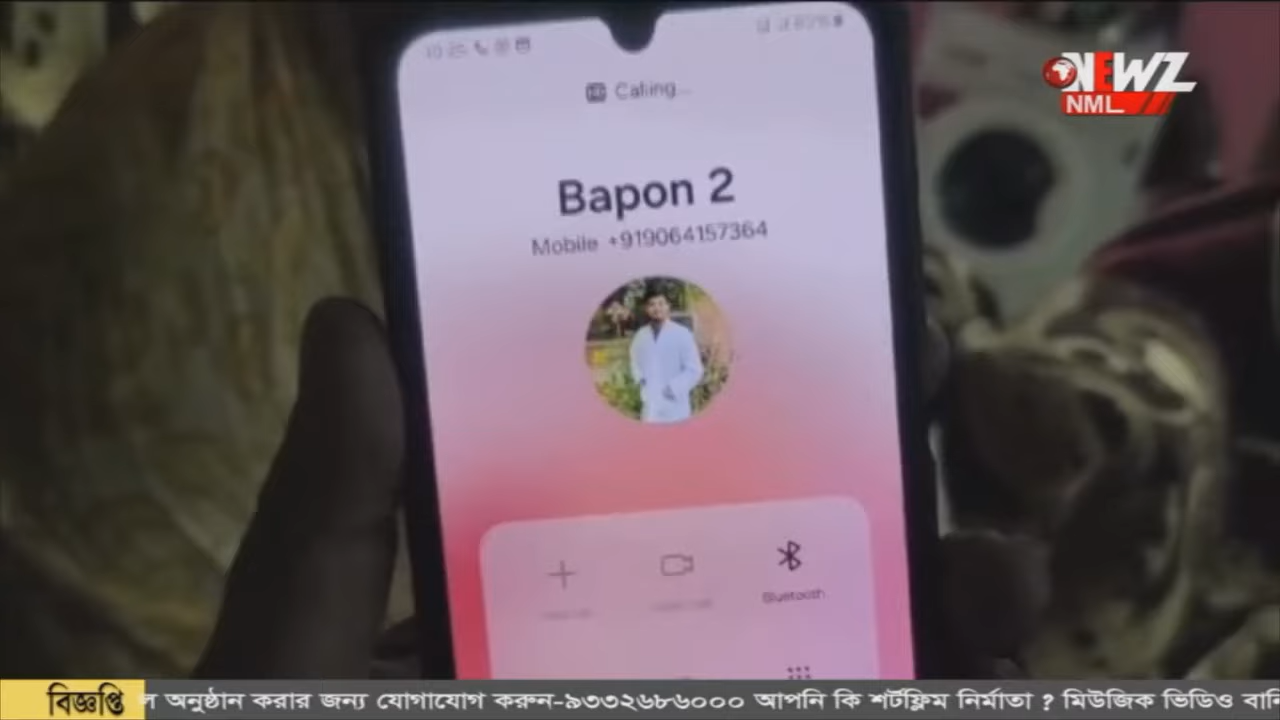 NEWZ
NML
Calling...
Bapon 2
Mobile +919064157364
Bluetooth
বিজ্ঞপ্তি
অনুষ্ঠান করার জন্য যোগাযোগ করুন-৯৩৩২৬৮৬০০০ আপনি কি শর্টফ্লিম নির্মাতা ? মিউজিক ভিডিও